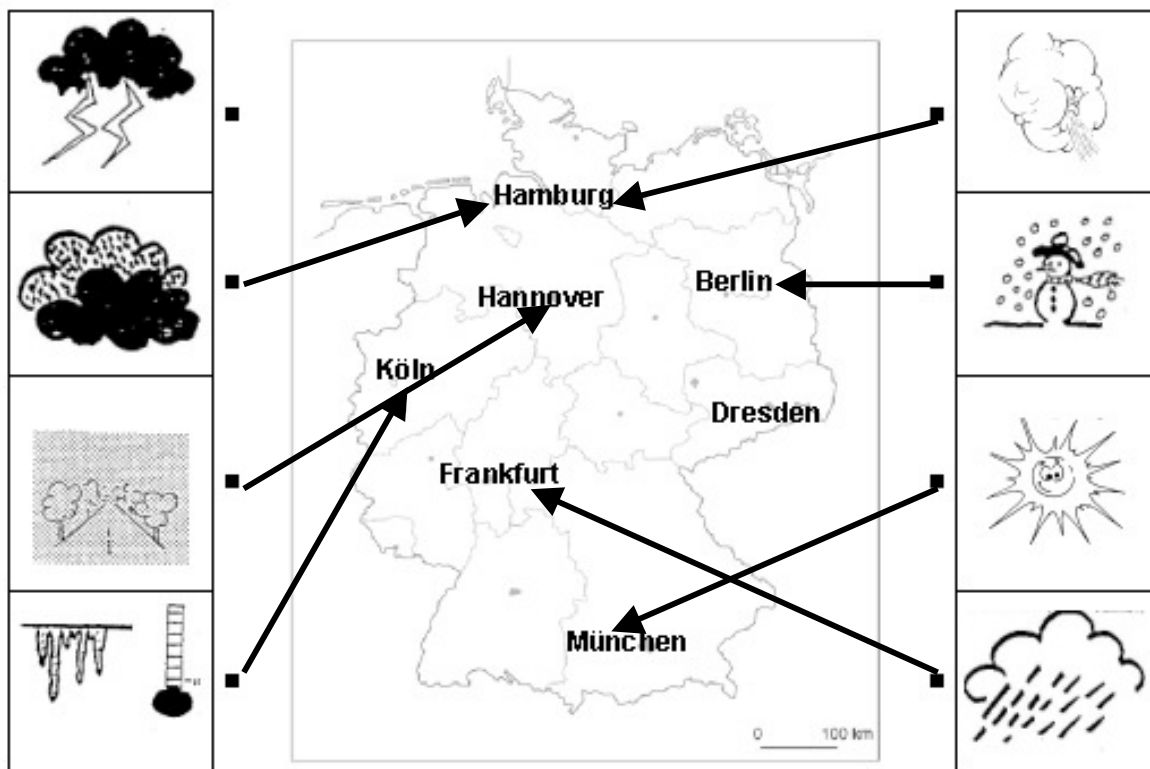 Hamburg
Berlin
Hannover
Köln
Dresden
Frankfurt
München
0 100 km